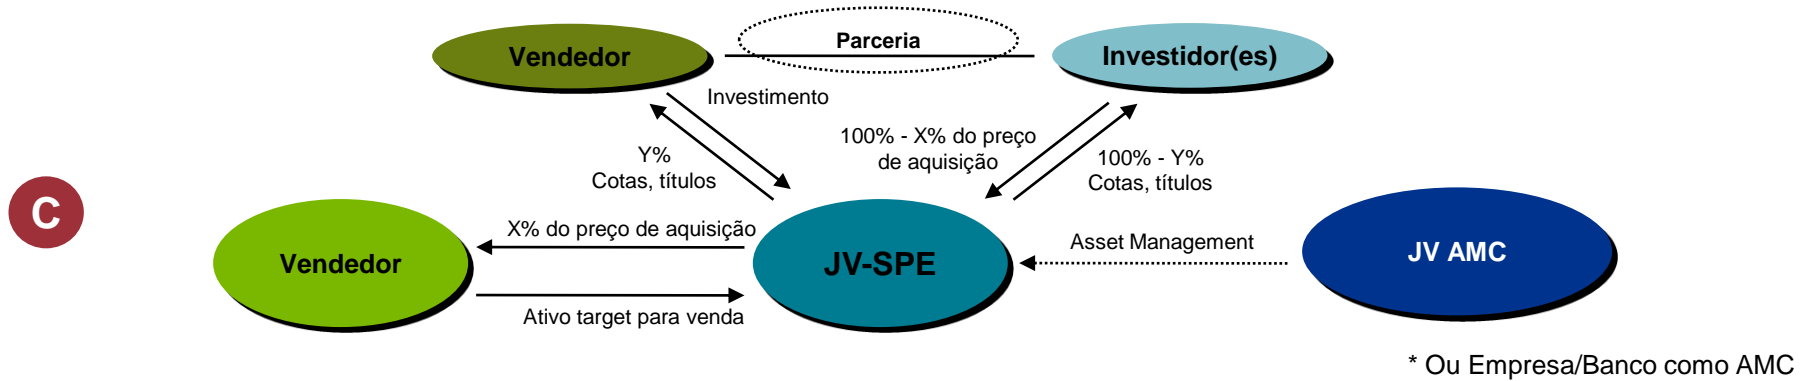 Parceria
Vendedor
Investidor(es)
Investimento
100% - X% do preço
de aquisição
Y%
Cotas, títulos
100% - Y%
Cotas, títulos
C
X% do preço de aquisição
Asset Management
Vendedor
JV-SPE
JV AMC
Ativo target para venda
* Ou Empresa/Banco como AMC